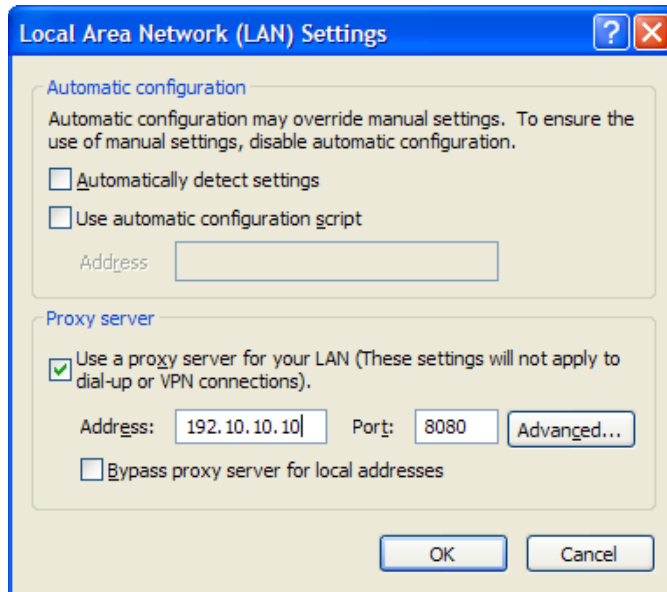 Local Area Network (LAN) Settings
Automatic configuration
Automatic configuration may override manual settings.  To ensure the
use of manual settings, disable automatic configuration.
Automatically detect settings
Use automatic configuration script
Address
Proxy server
Use a proxy server for your LAN (These settings will not apply to
dial-up or VPN connections).
Address: 192.10.10.10 Port: 8080 Advanced...
Bypass proxy server for local addresses
OK Cancel